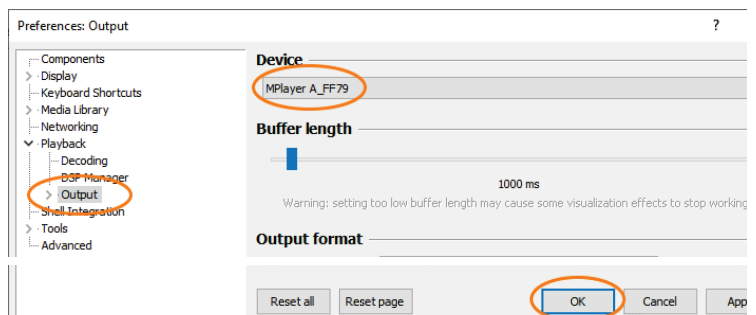 Preferences: Output
?
Components
Display
Keyboard Shortcuts
Media Library
Networking
Playback
Decoding
DSP Manager
Output
Shell Integration
Tools
Advanced
Device
MPlayer A_FF79
Buffer length
1000 ms
Warning: setting too low buffer length may cause some visualization effects to stop working
Output format
Reset all
Reset page
OK
Cancel
App